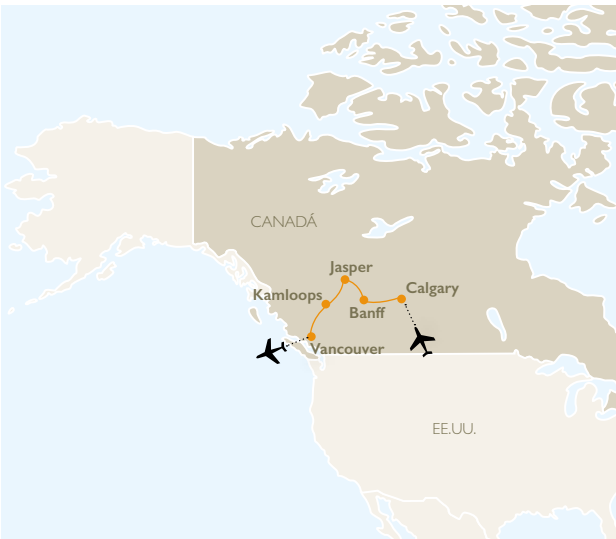 CANADÁ
Jasper
Kamloops
Calgary
Banff
Vancouver
EE.UU.